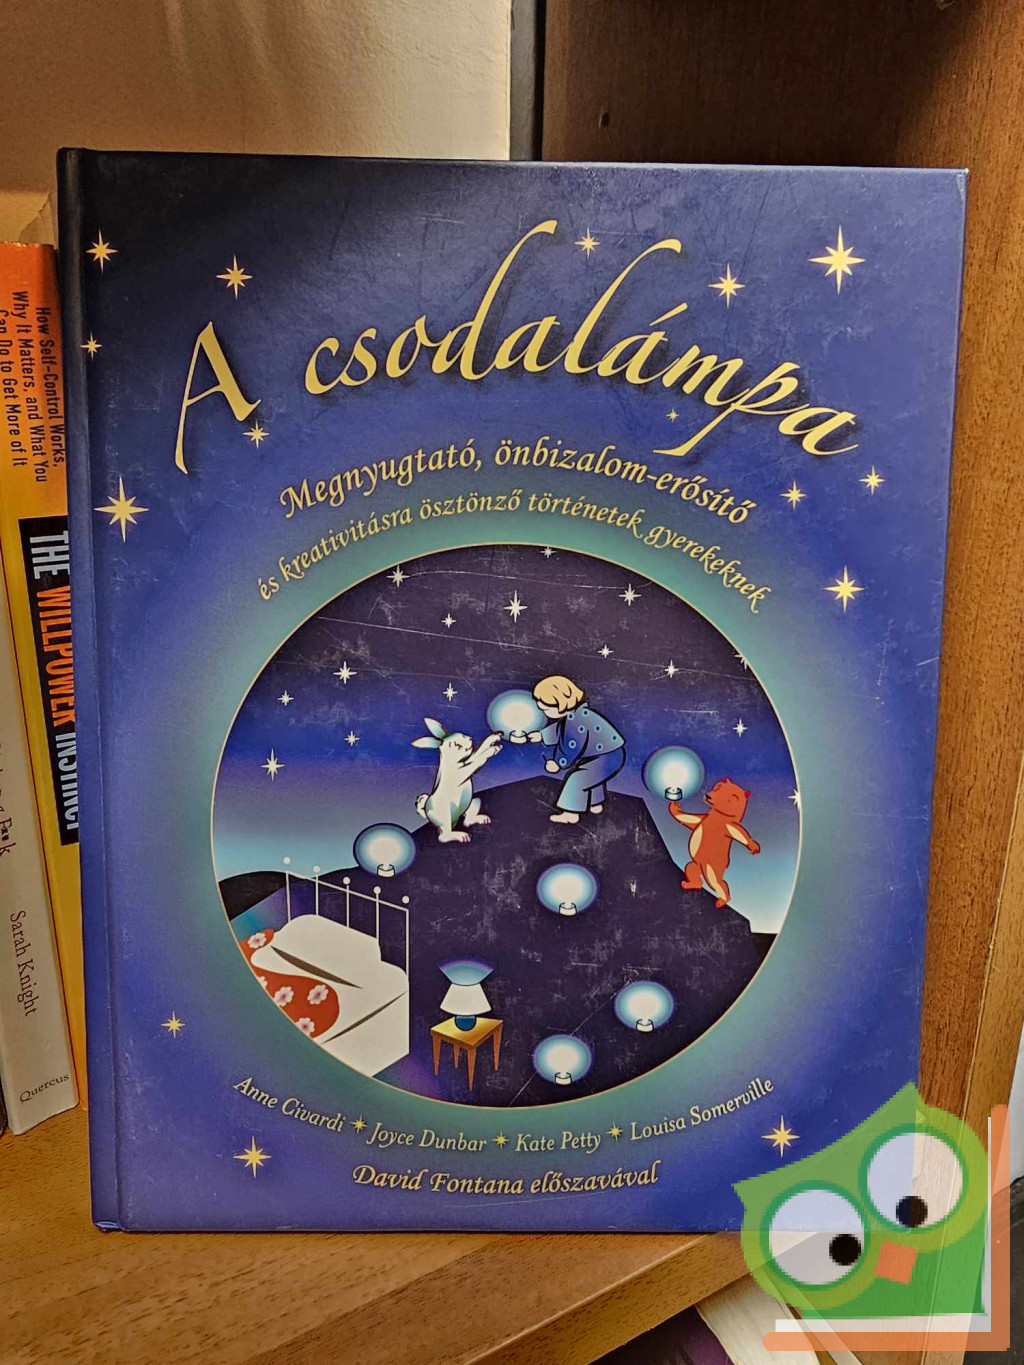 A csodalámpa
Megnyugtató, önbizalom-erősítő
és kreativitásra ösztönző történetek gyerekeknek
Anne Civardi ✶ Joyce Dunbar ✶ Kate Petty ✶ Louisa Somerville
David Fontana előszavával
How Self-Control Works,
Why It Matters, and What You
Can Do to Get More of It
THE WILLPOWER INSTINCT
F**k
Sarah Knight
Quercus